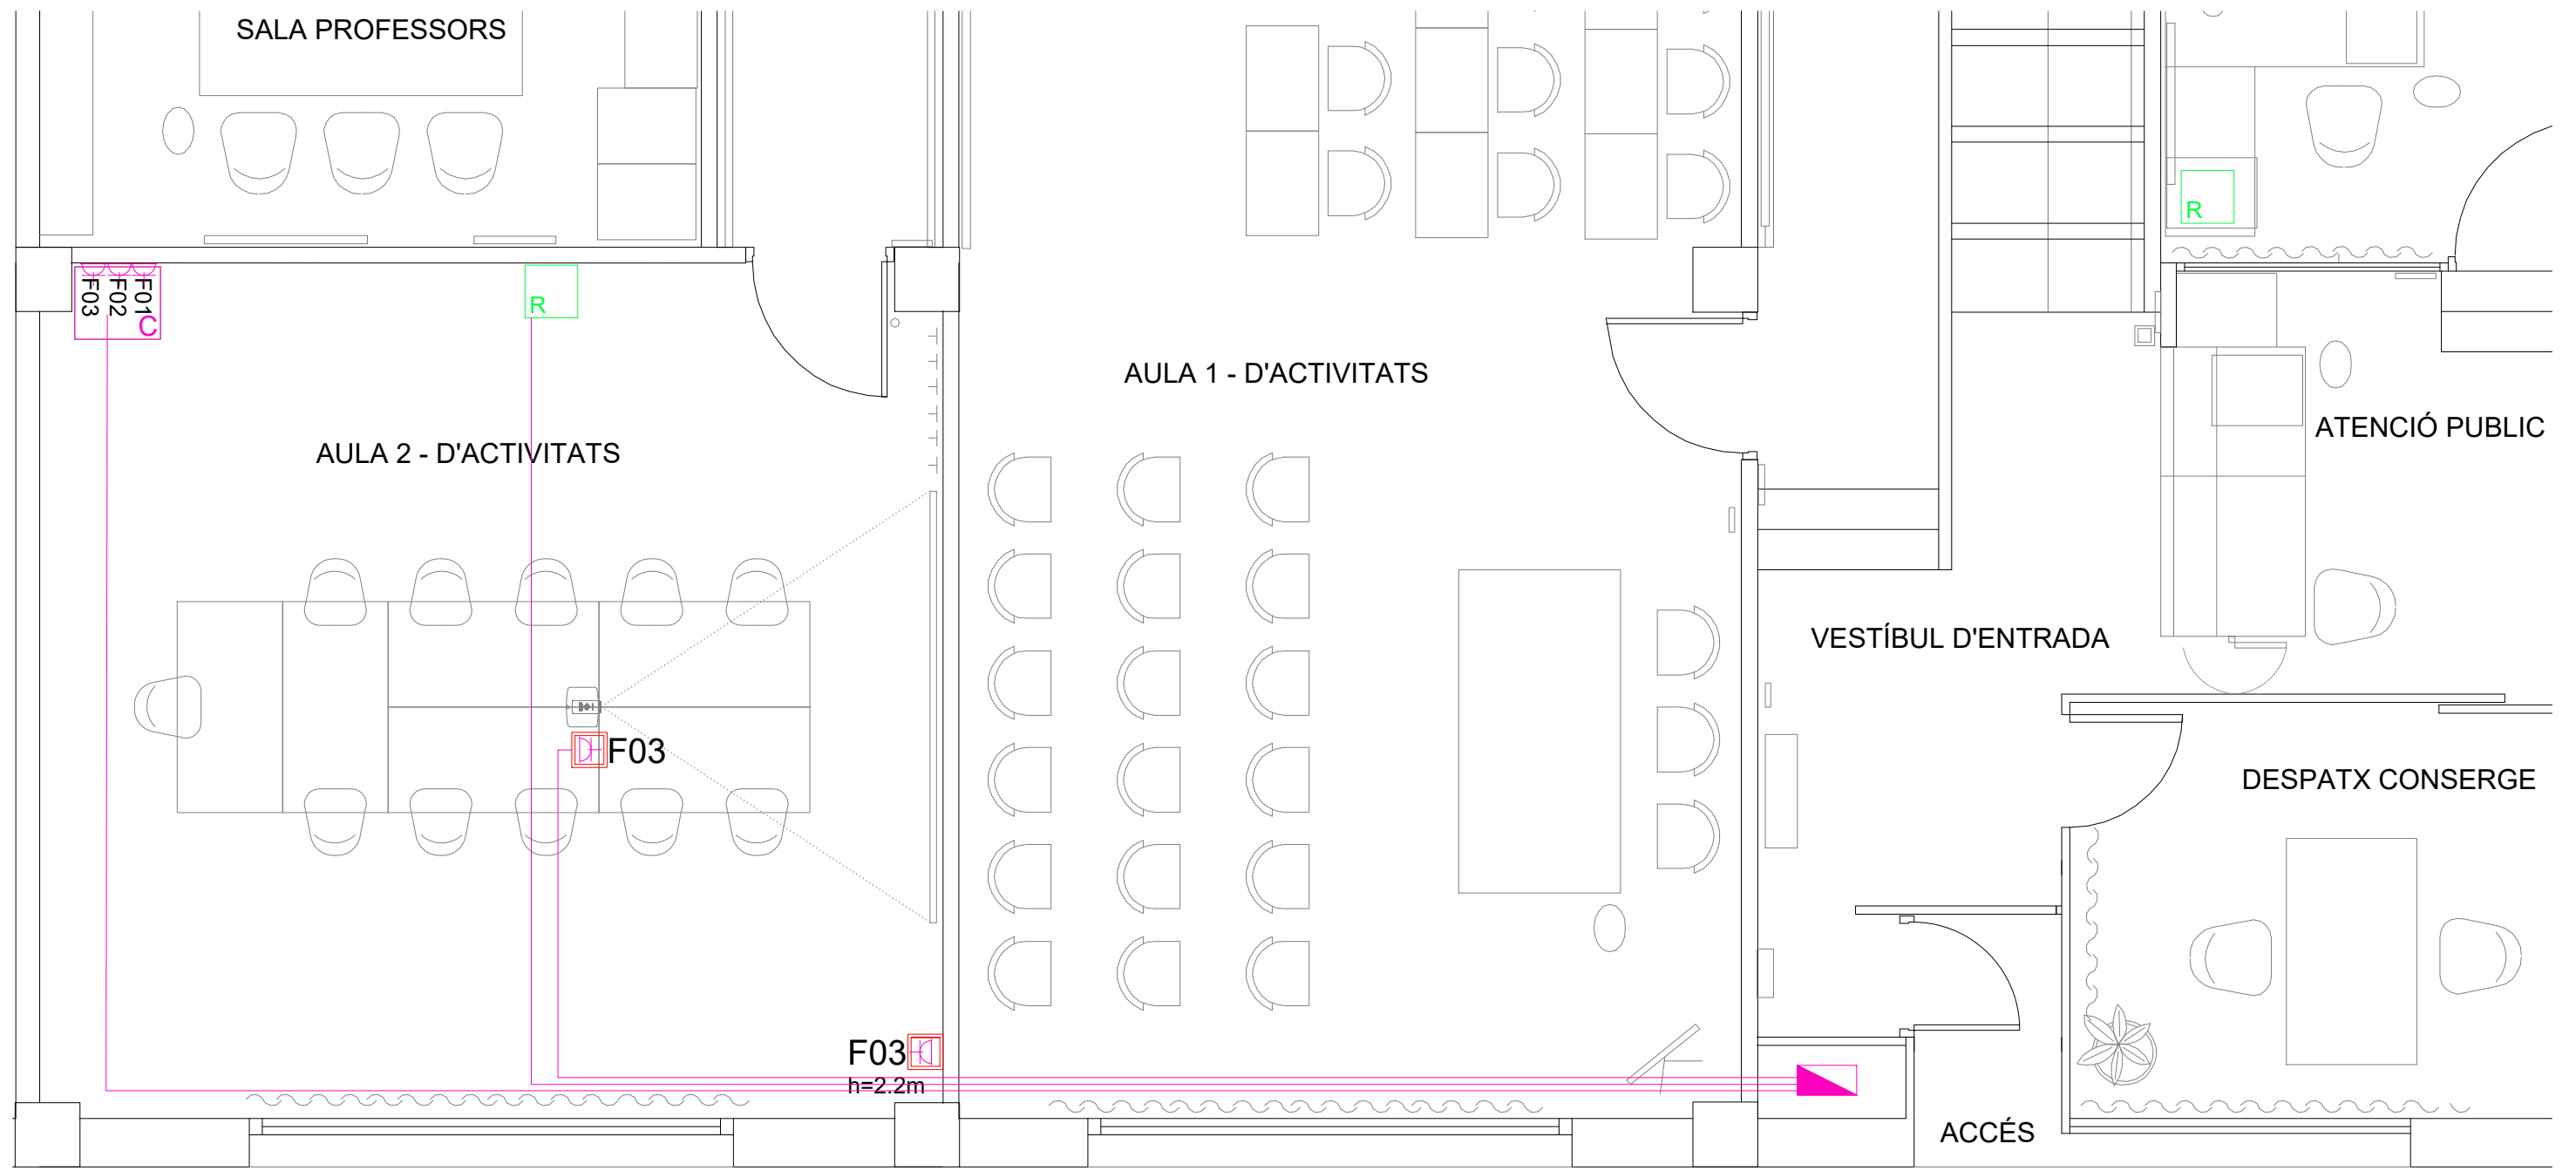 SALA PROFESSORS
R
F03
F02
F01
C
R
AULA 1 - D'ACTIVITATS
ATENCIÓ PUBLIC
AULA 2 - D'ACTIVITATS
VESTÍBUL D'ENTRADA
F03
DESPATX CONSERGE
F03
h=2.2m
ACCÉS